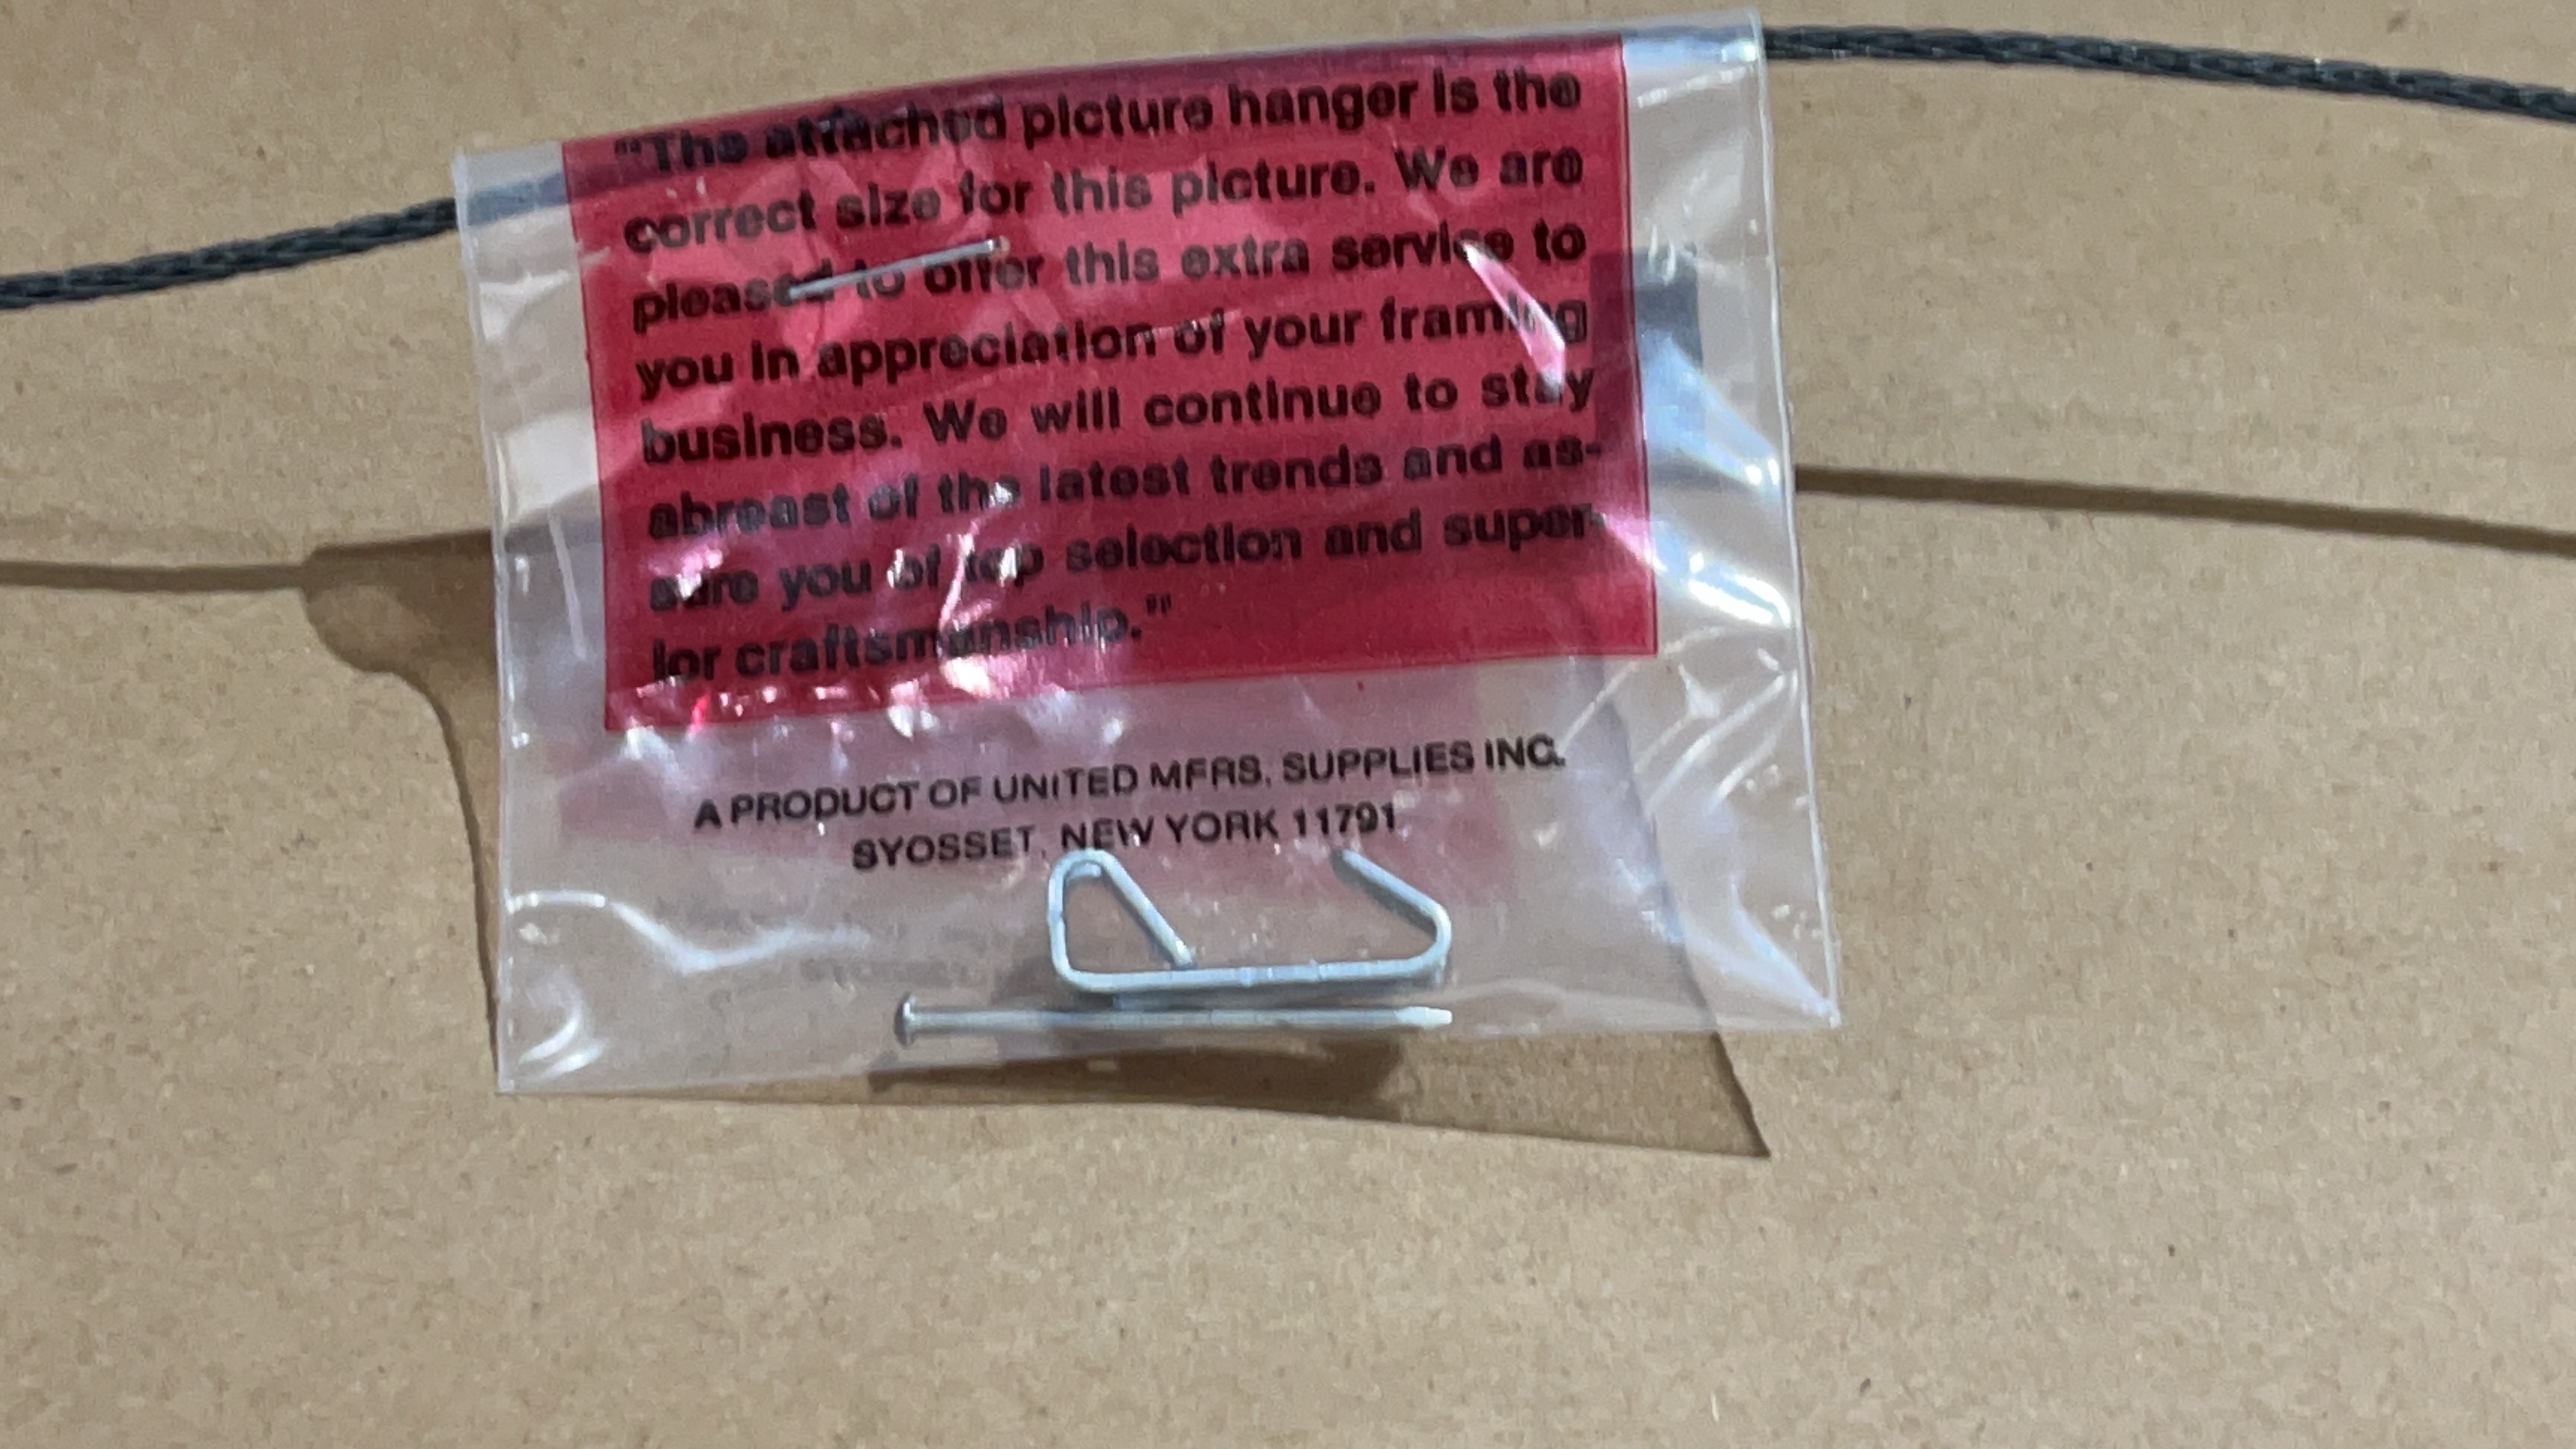 "The attached picture hanger is the
correct size for this picture. We are
pleased to offer this extra service to
you in appreciation of your framing
business. We will continue to stay
abreast of the latest trends and as-
sure you of top selection and super-
ior craftsmanship."
A PRODUCT OF UNITED MFRS. SUPPLIES INC.
SYOSSET, NEW YORK 11791